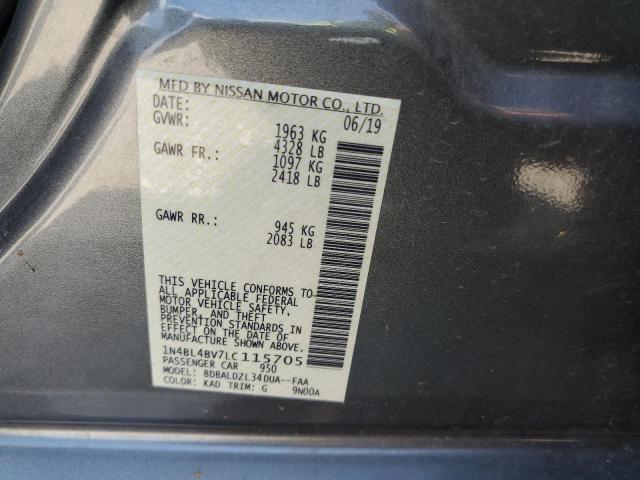 MFD BY NISSAN MOTOR CO., LTD.
DATE: 06/19
GVWR: 1963 KG
4328 LB
GAWR FR.: 1097 KG
2418 LB
GAWR RR.: 945 KG
2083 LB
THIS VEHICLE CONFORMS TO
ALL APPLICABLE FEDERAL
MOTOR VEHICLE SAFETY,
BUMPER, AND THEFT
PREVENTION STANDARDS
IN EFFECT ON THE DATE OF
MANUFACTURE SHOWN ABOVE.
1N4BL4BV7LC115705
PASSENGER CAR 950
MODEL: BDBALDZL34DUA--FAA
COLOR: KAD TRIM: G 9N00A